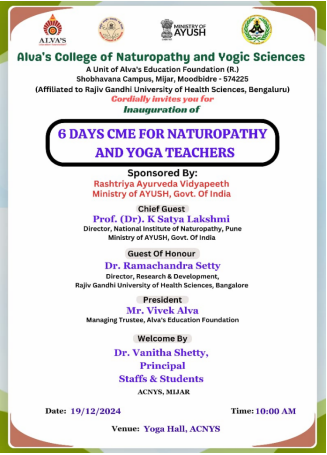 ALVA'S
MINISTRY OF
AYUSH
Alva's College of Naturopathy and Yogic Sciences
A Unit of Alva's Education Foundation (R.)
Shobhavana Campus, Mijar, Moodbidre - 574225
(Affiliated to Rajiv Gandhi University of Health Sciences, Bengaluru)
Cordially invites you for
Inauguration of
6 DAYS CME FOR NATUROPATHY
AND YOGA TEACHERS
Sponsored By:
Rashtriya Ayurveda Vidyapeeth
Ministry of AYUSH, Govt. Of India
Chief Guest
Prof. (Dr). K Satya Lakshmi
Director, National Institute of Naturopathy, Pune
Ministry of AYUSH, Govt. Of India
Guest Of Honour
Dr. Ramachandra Setty
Director, Research & Development,
Rajiv Gandhi University of Health Sciences, Bangalore
President
Mr. Vivek Alva
Managing Trustee, Alva's Education Foundation
Welcome By
Dr. Vanitha Shetty,
Principal
Staffs & Students
ACNYS, MIJAR
Date: 19/12/2024 Time: 10:00 AM
Venue: Yoga Hall, ACNYS